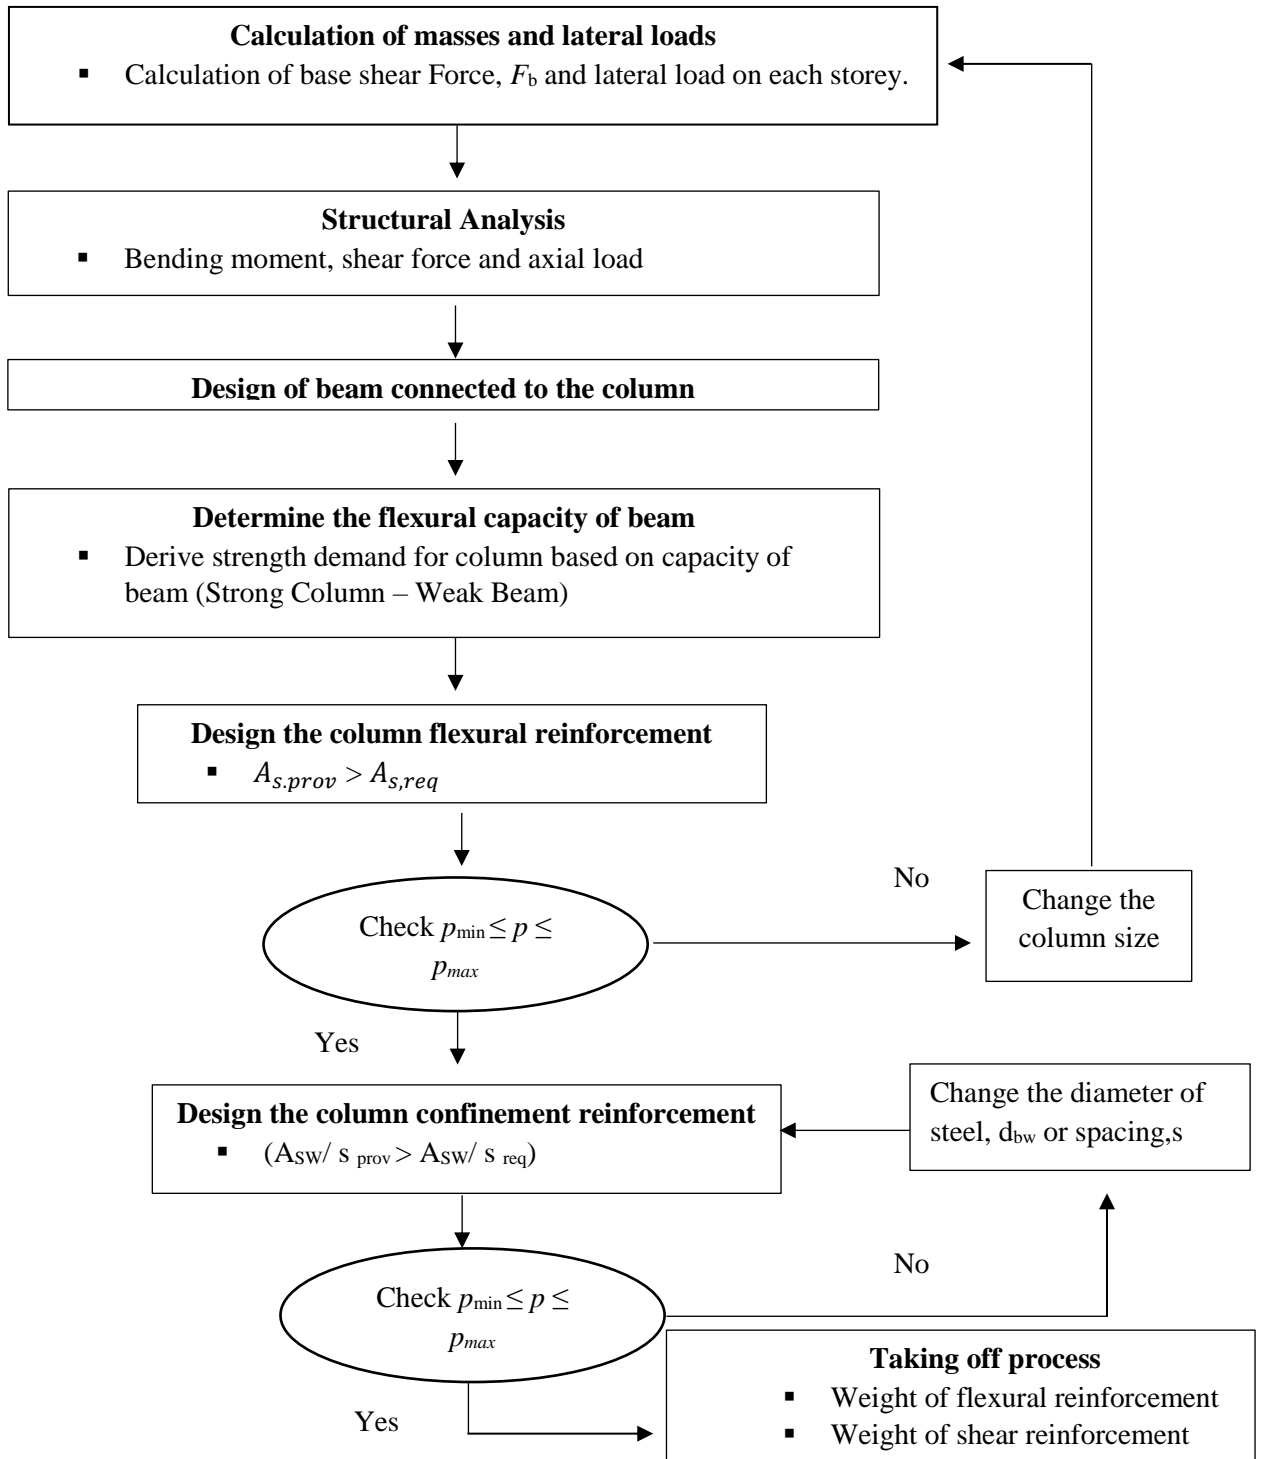 Calculation of masses and lateral loads
▪ Calculation of base shear Force, Fb and lateral load on each storey.
Structural Analysis
▪ Bending moment, shear force and axial load
Design of beam connected to the column
Determine the flexural capacity of beam
▪ Derive strength demand for column based on capacity of
beam (Strong Column – Weak Beam)
Design the column flexural reinforcement
▪ As.prov > As,req
No
Change the
column size
Check pmin ≤ p ≤
pmax
Yes
Design the column confinement reinforcement
▪ (ASW/ s prov > ASW/ s req)
Change the diameter of
steel, dbw or spacing,s
No
Check pmin ≤ p ≤
pmax
Yes
Taking off process
▪ Weight of flexural reinforcement
▪ Weight of shear reinforcement